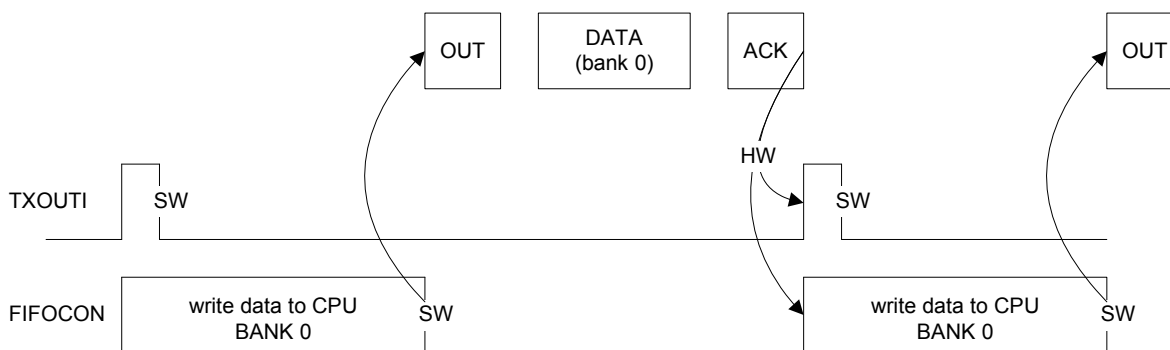 OUT
DATA
(bank 0)
ACK
OUT
HW
TXOUTI
SW
SW
FIFOCON
write data to CPU
BANK 0
SW
write data to CPU
BANK 0
SW